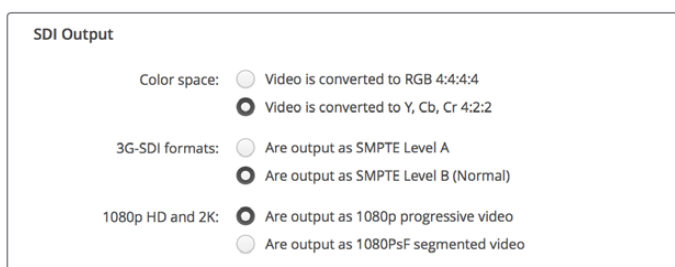 SDI Output
Color space: Video is converted to RGB 4:4:4:4
Video is converted to Y, Cb, Cr 4:2:2
3G-SDI formats: Are output as SMPTE Level A
Are output as SMPTE Level B (Normal)
1080p HD and 2K: Are output as 1080p progressive video
Are output as 1080PsF segmented video